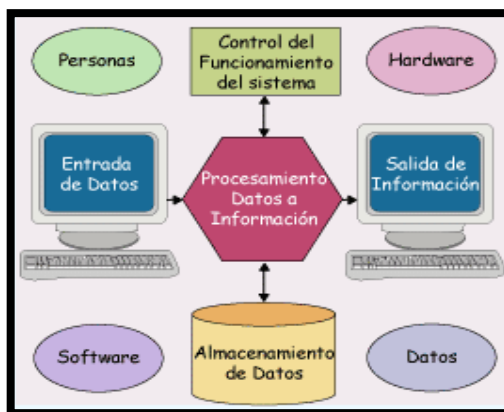 Personas
Control del
Funcionamiento
del sistema
Hardware
Entrada
de Datos
Procesamiento
Datos a
Información
Salida de
Información
Software
Almacenamiento
de Datos
Datos